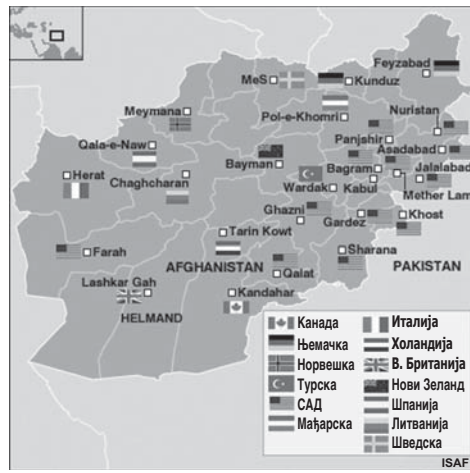 Feyzabad
MeS
Kunduz
Meymana
Pol-e-Khomri
Nuristan
Panjshir
Qala-e-Naw
Asadabad
Bayman
Bagram
Jalalabad
Herat
Chaghcharan
Wardak
Kabul
Mether Lam
Ghazni
Gardez
Khost
Tarin Kowt
Farah
Sharana
AFGHANISTAN
PAKISTAN
Qalat
Lashkar Gah
Kandahar
HELMAND
Канада
Њемачка
Норвешка
Турска
САД
Мађарска
Италија
Холандија
В. Британија
Нови Зеланд
Шпанија
Литванија
Шведска
ISAF